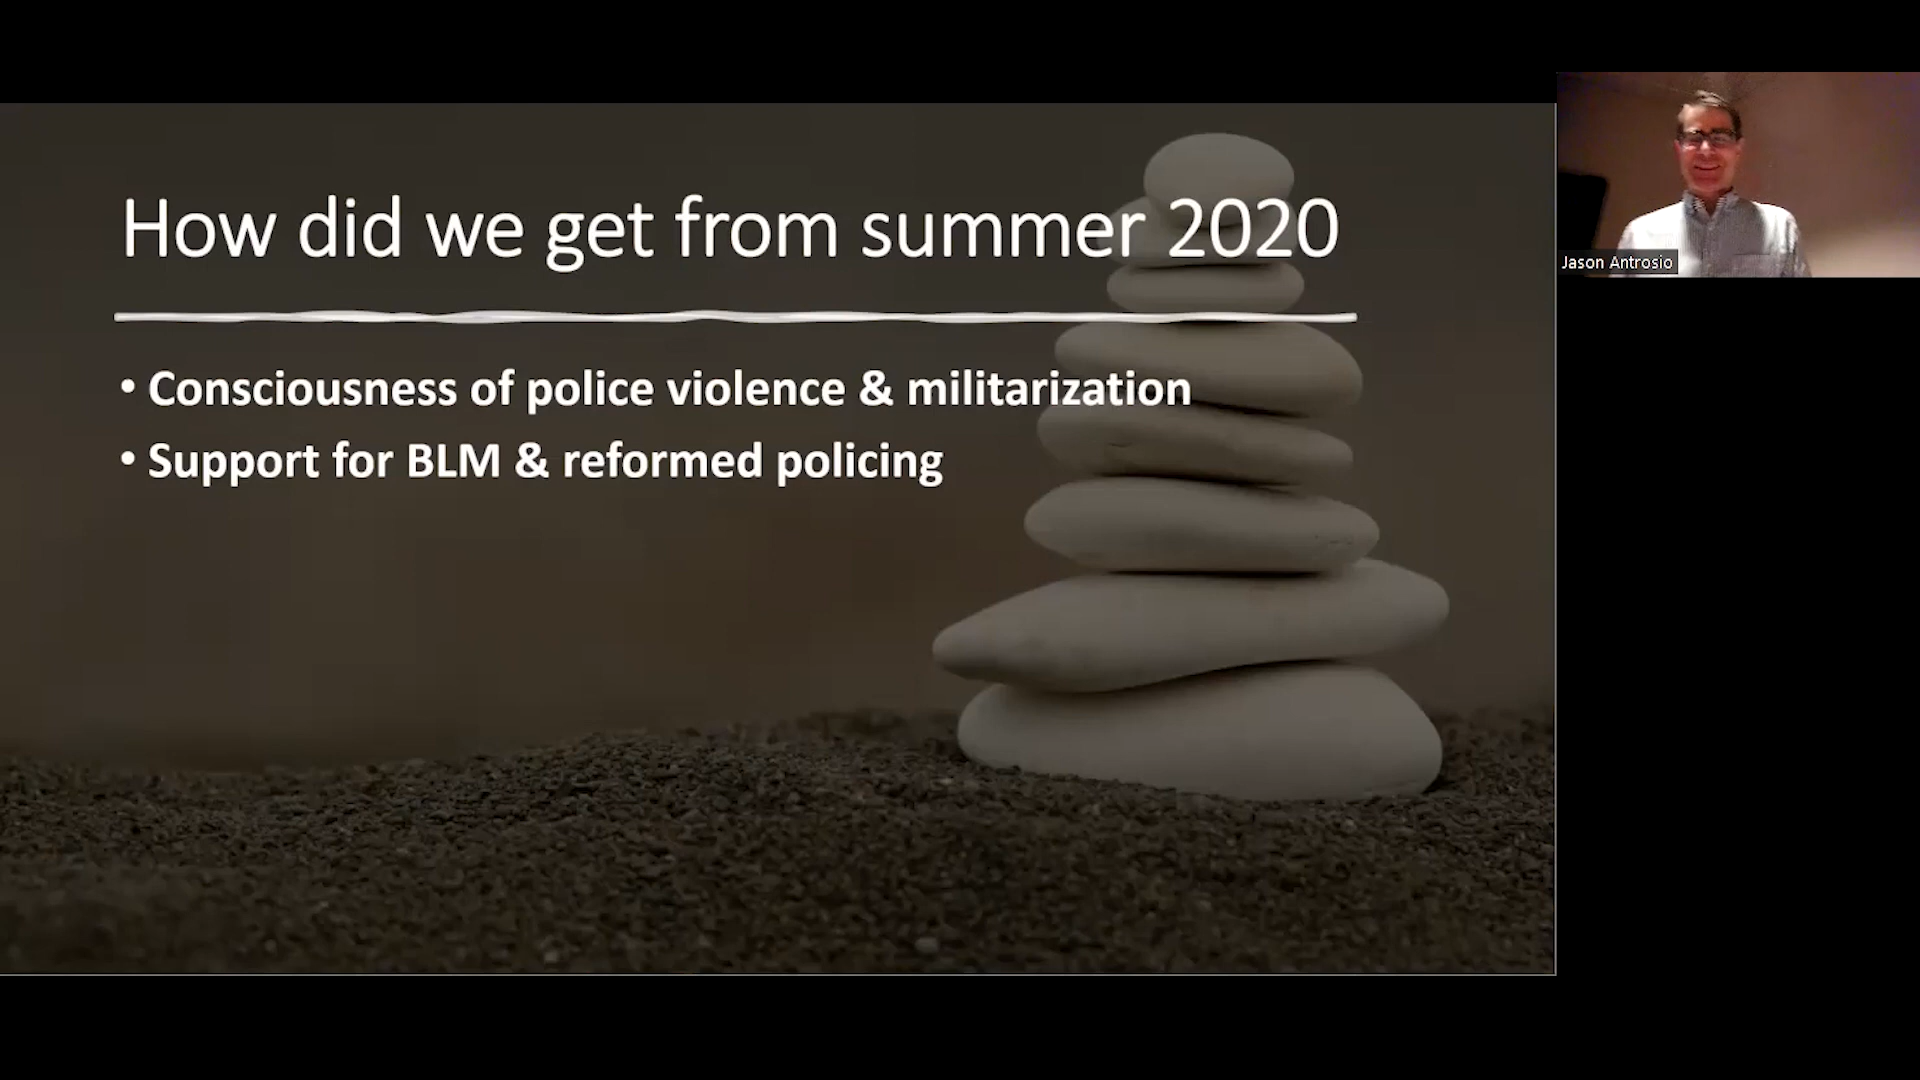 How did we get from summer 2020
• Consciousness of police violence & militarization
• Support for BLM & reformed policing
Jason Antrosio